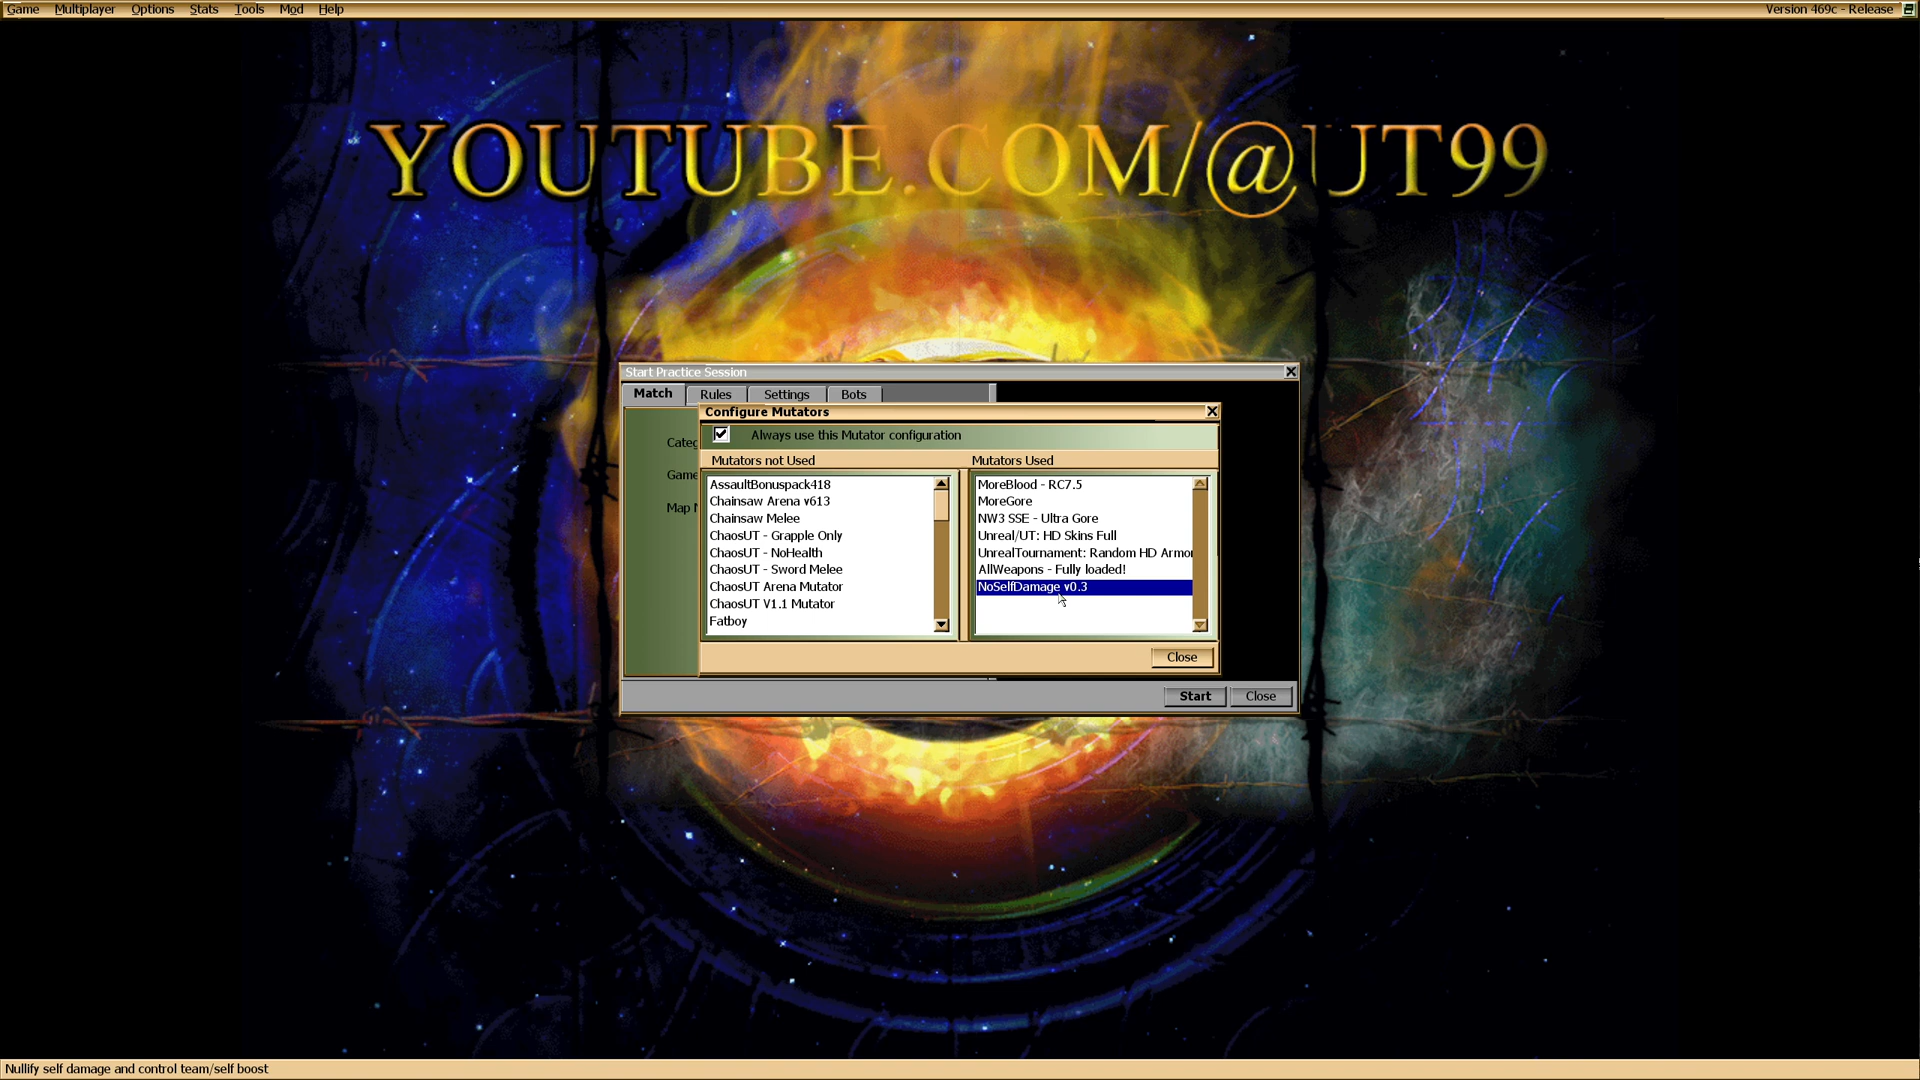 Game Multiplayer Options Stats Tools Mod Help Version 469c - Release
YOUTUBE.COM/@UT99
Start Practice Session
Match Rules Settings Bots
Configure Mutators
Always use this Mutator configuration
Categ
Game
Map
Mutators not Used
AssaultBonuspack418
Chainsaw Arena v613
Chainsaw Melee
ChaosUT - Grapple Only
ChaosUT - NoHealth
ChaosUT - Sword Melee
ChaosUT Arena Mutator
ChaosUT V1.1 Mutator
Fatboy
Mutators Used
MoreBlood - RC7.5
MoreGore
NW3 SSE - Ultra Gore
Unreal/UT: HD Skins Full
UnrealTournament: Random HD Armor
AllWeapons - Fully loaded!
NoSelfDamage v0.3
Close
Start Close
Nullify self damage and control team/self boost